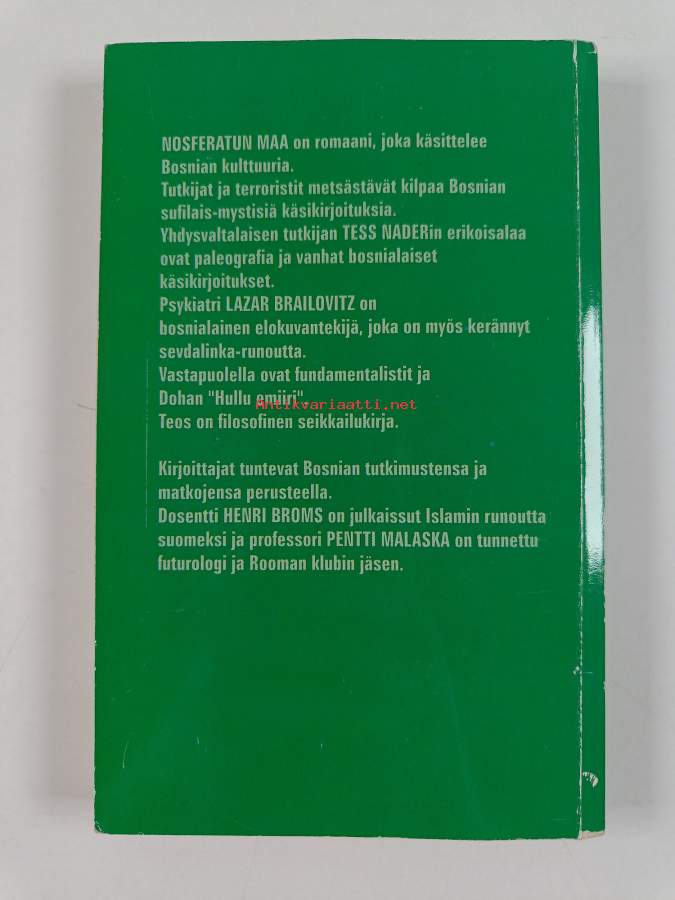 NOSFERATUN MAA on romaani, joka käsittelee
Bosnian kulttuuria.
Tutkijat ja terroristit metsästävät kilpaa Bosnian
sufilais-mystisiä käsikirjoituksia.
Yhdysvaltalaisen tutkijan TESS NADERin erikoisalaa
ovat paleografia ja vanhat bosnialaiset
käsikirjoitukset.
Psykiatri LAZAR BRAILOVITZ on
bosnialainen elokuvantekijä, joka on myös kerännyt
sevdalinka-runoutta.
Vastapuolella ovat fundamentalistit ja
Dohan "Hullu emiiri".
Antikvariaatti.net
Teos on filosofinen seikkailukirja.
Kirjoittajat tuntevat Bosnian tutkimustensa ja
matkojensa perusteella.
Dosentti HENRI BROMS on julkaissut Islamin runoutta
suomeksi ja professori PENTTI MALASKA on tunnettu
futurologi ja Rooman klubin jäsen.